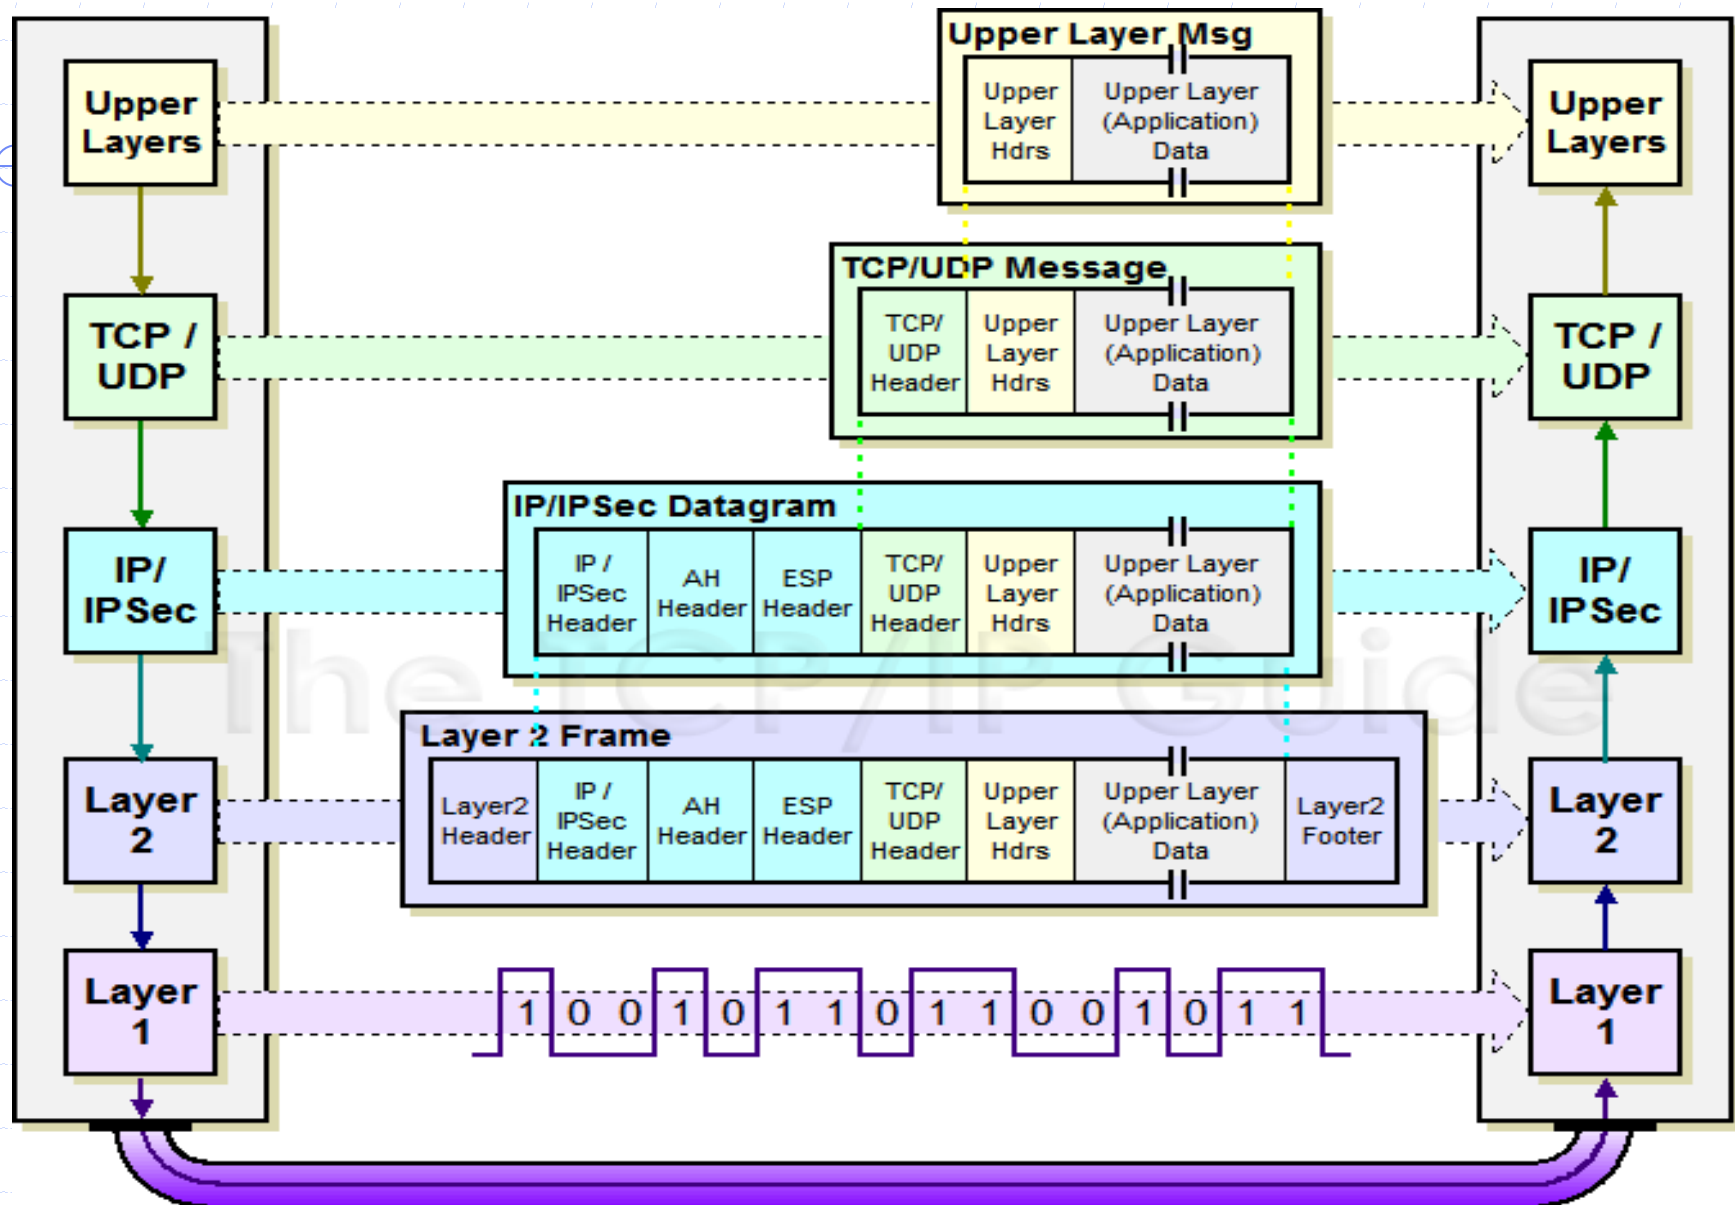 Upper Layer Msg
Upper
Layers
Upper
Layer
Hdrs
Upper Layer
(Application)
Data
Upper
Layers
TCP/UDP Message
TCP /
UDP
TCP/
UDP
Header
Upper
Layer
Hdrs
Upper Layer
(Application)
Data
TCP /
UDP
IP/IPSec Datagram
IP/
IPSec
IP /
IPSec
Header
AH
Header
ESP
Header
TCP/
UDP
Header
Upper
Layer
Hdrs
Upper Layer
(Application)
Data
IP/
IPSec
The TCP/IP Guide
Layer 2 Frame
Layer
2
Layer2
Header
IP /
IPSec
Header
AH
Header
ESP
Header
TCP/
UDP
Header
Upper
Layer
Hdrs
Upper Layer
(Application)
Data
Layer2
Footer
Layer
2
Layer
1
1 0 0 1 0 1 1 0 1 1 0 0 1 0 1 1
Layer
1